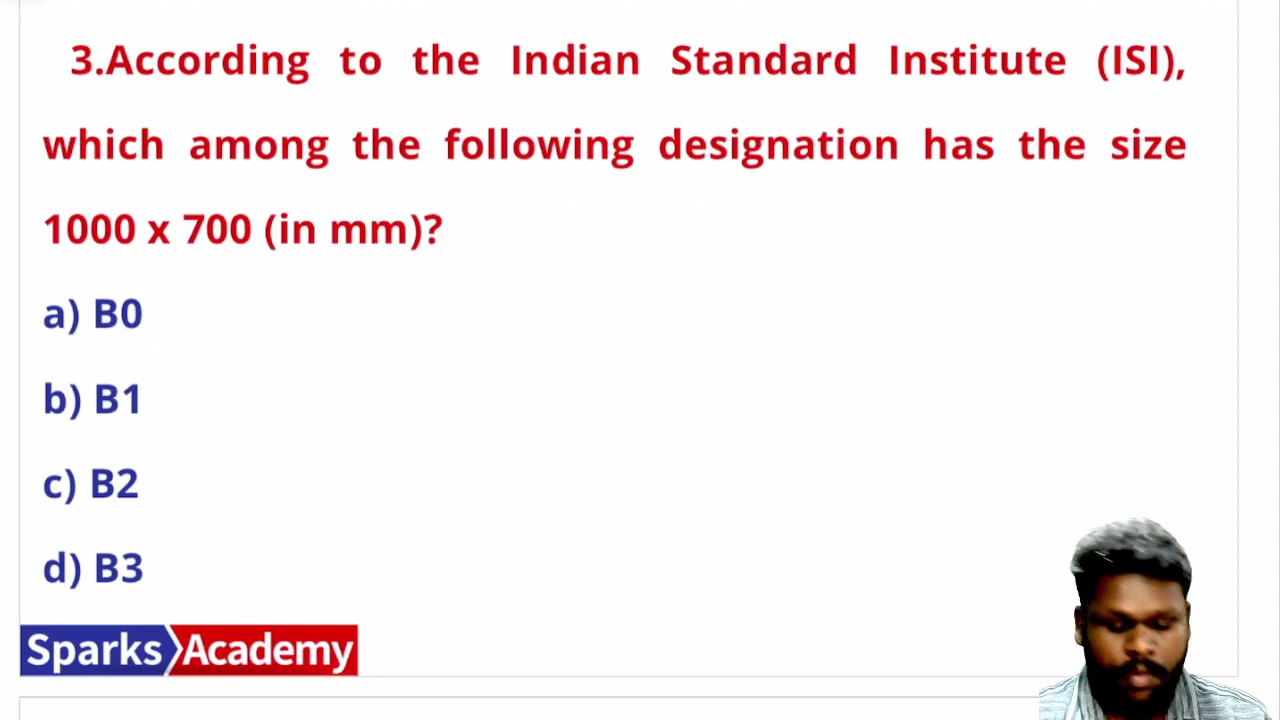 3.According to the Indian Standard Institute (ISI),
which among the following designation has the size
1000 x 700 (in mm)?
a) B0
b) B1
c) B2
d) B3
Sparks Academy